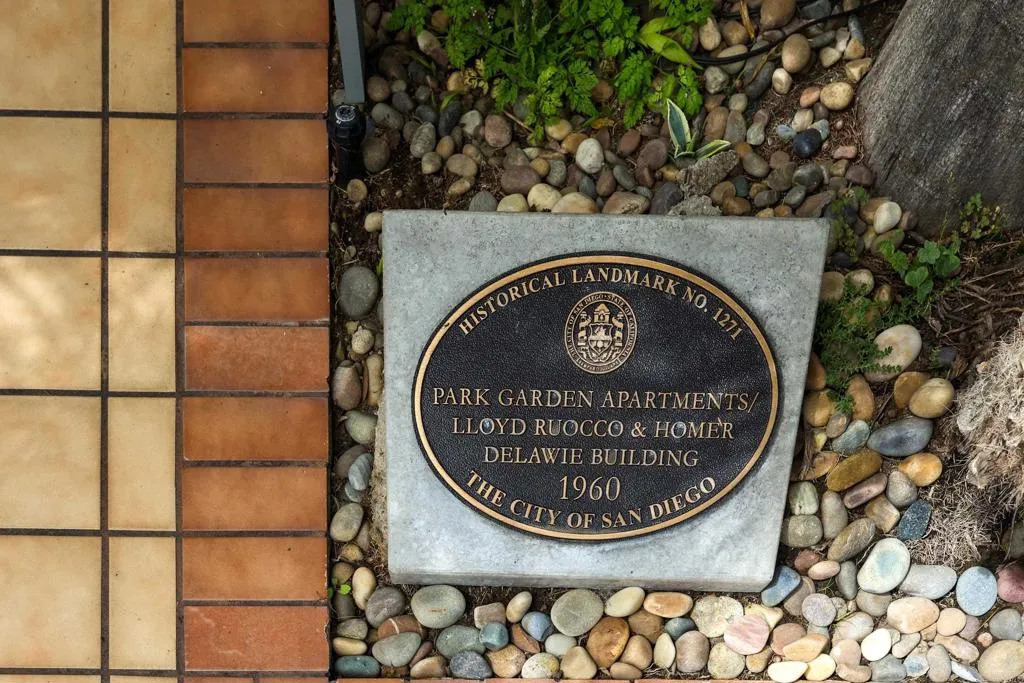 HISTORICAL LANDMARK NO. 1271
PARK GARDEN APARTMENTS/
LLOYD RUOCCO & HOMER
DELAWIE BUILDING
1960
THE CITY OF SAN DIEGO